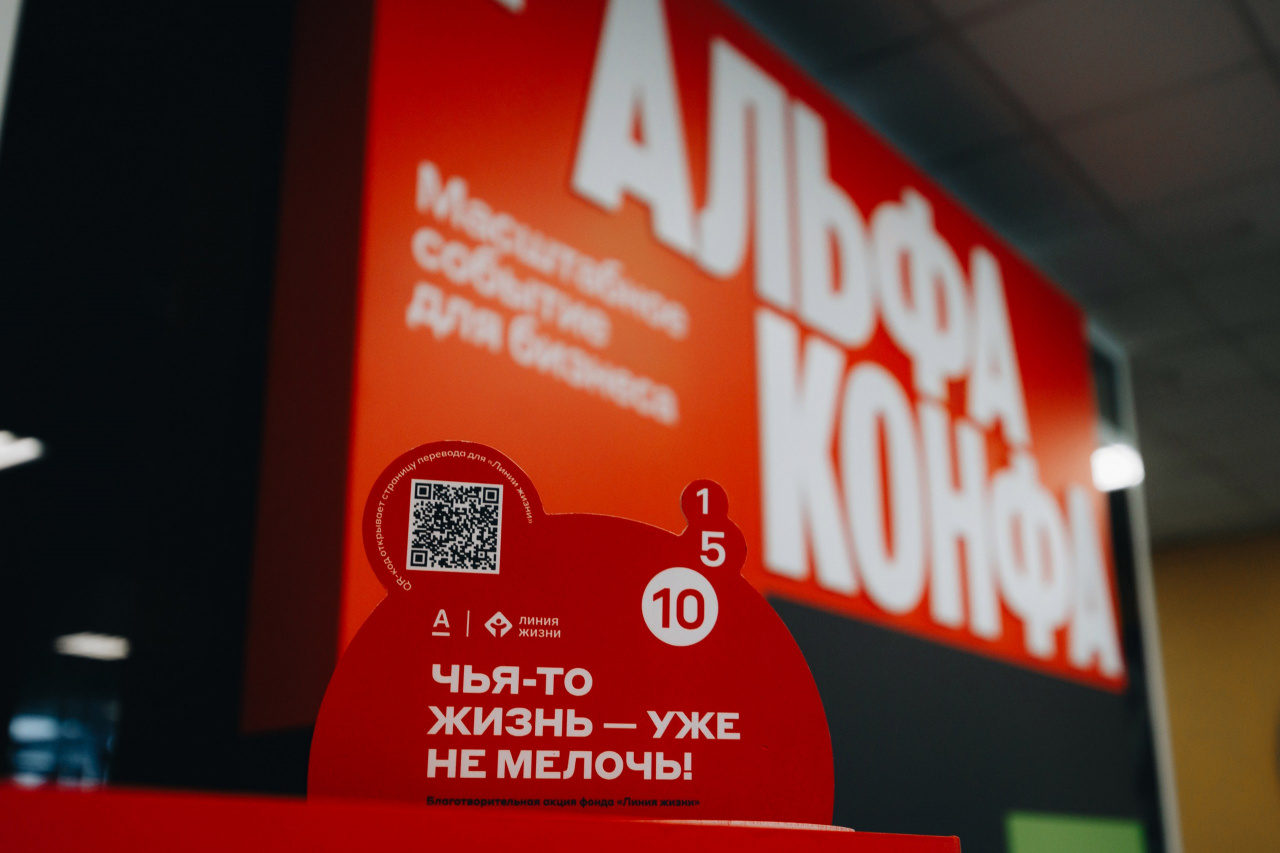 АЛЬФА
КОНФА
Масштабное
событие
для бизнеса
QR-код открывает страницу перевода для «Линии жизни»
1
5
10
А
ЛИНИЯ
ЖИЗНИ
ЧЬЯ-ТО
ЖИЗНЬ — УЖЕ
НЕ МЕЛОЧЬ!
Благотворительная акция фонда «Линия жизни»